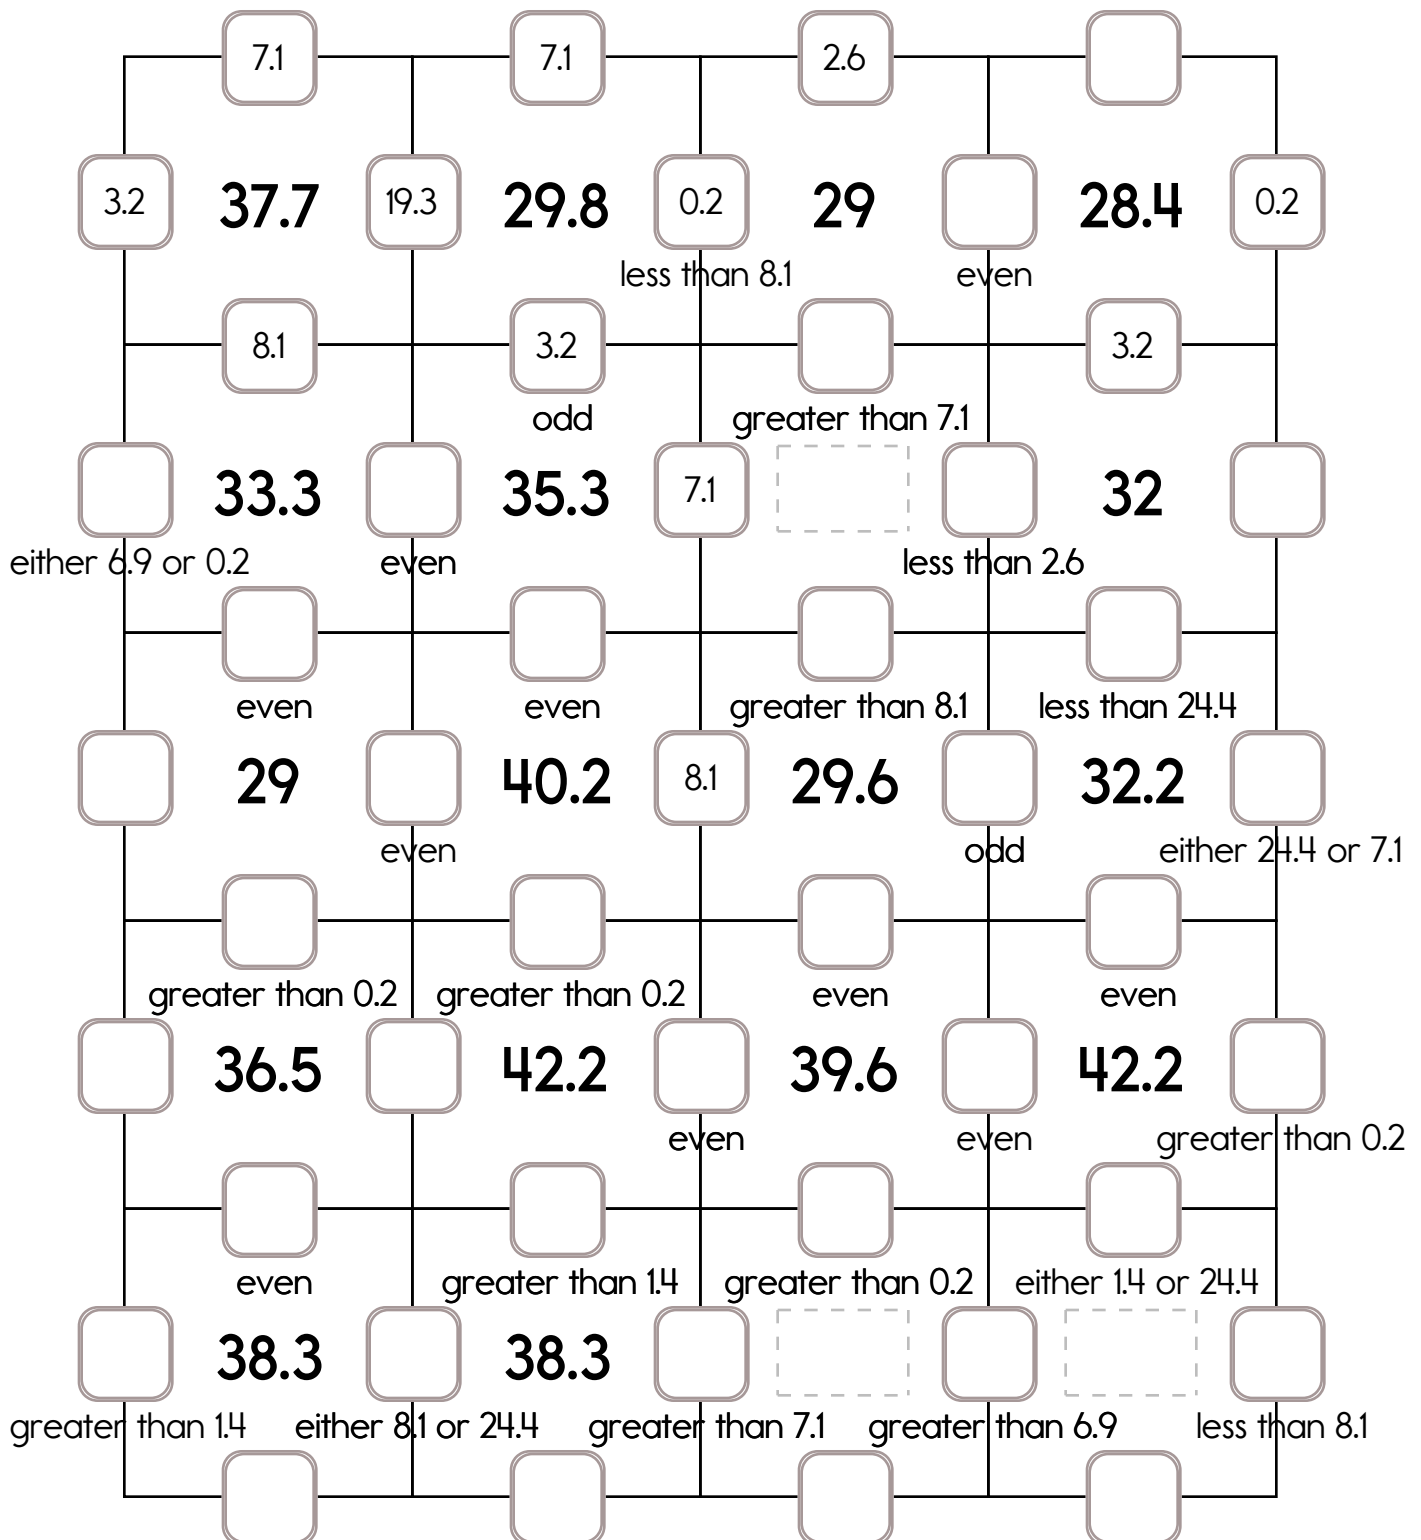 7.1 7.1 2.6
3.2 37.7 19.3 29.8 0.2 29 28.4 0.2
less than 8.1 even
8.1 3.2 3.2
odd greater than 7.1
33.3 35.3 7.1 32
either 6.9 or 0.2 even less than 2.6
even even greater than 8.1 less than 24.4
29 40.2 8.1 29.6 32.2
even odd either 24.4 or 7.1
greater than 0.2 greater than 0.2 even even
36.5 42.2 39.6 42.2
even even greater than 0.2
even greater than 1.4 greater than 0.2 either 1.4 or 24.4
38.3 38.3
greater than 1.4 either 8.1 or 24.4 greater than 7.1 greater than 6.9 less than 8.1